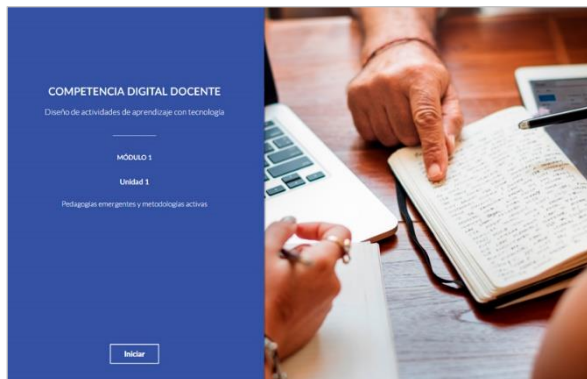 COMPETENCIA DIGITAL DOCENTE
Diseño de actividades de aprendizaje con tecnología
MÓDULO 1
Unidad 1
Pedagogías emergentes y metodologías activas
Iniciar